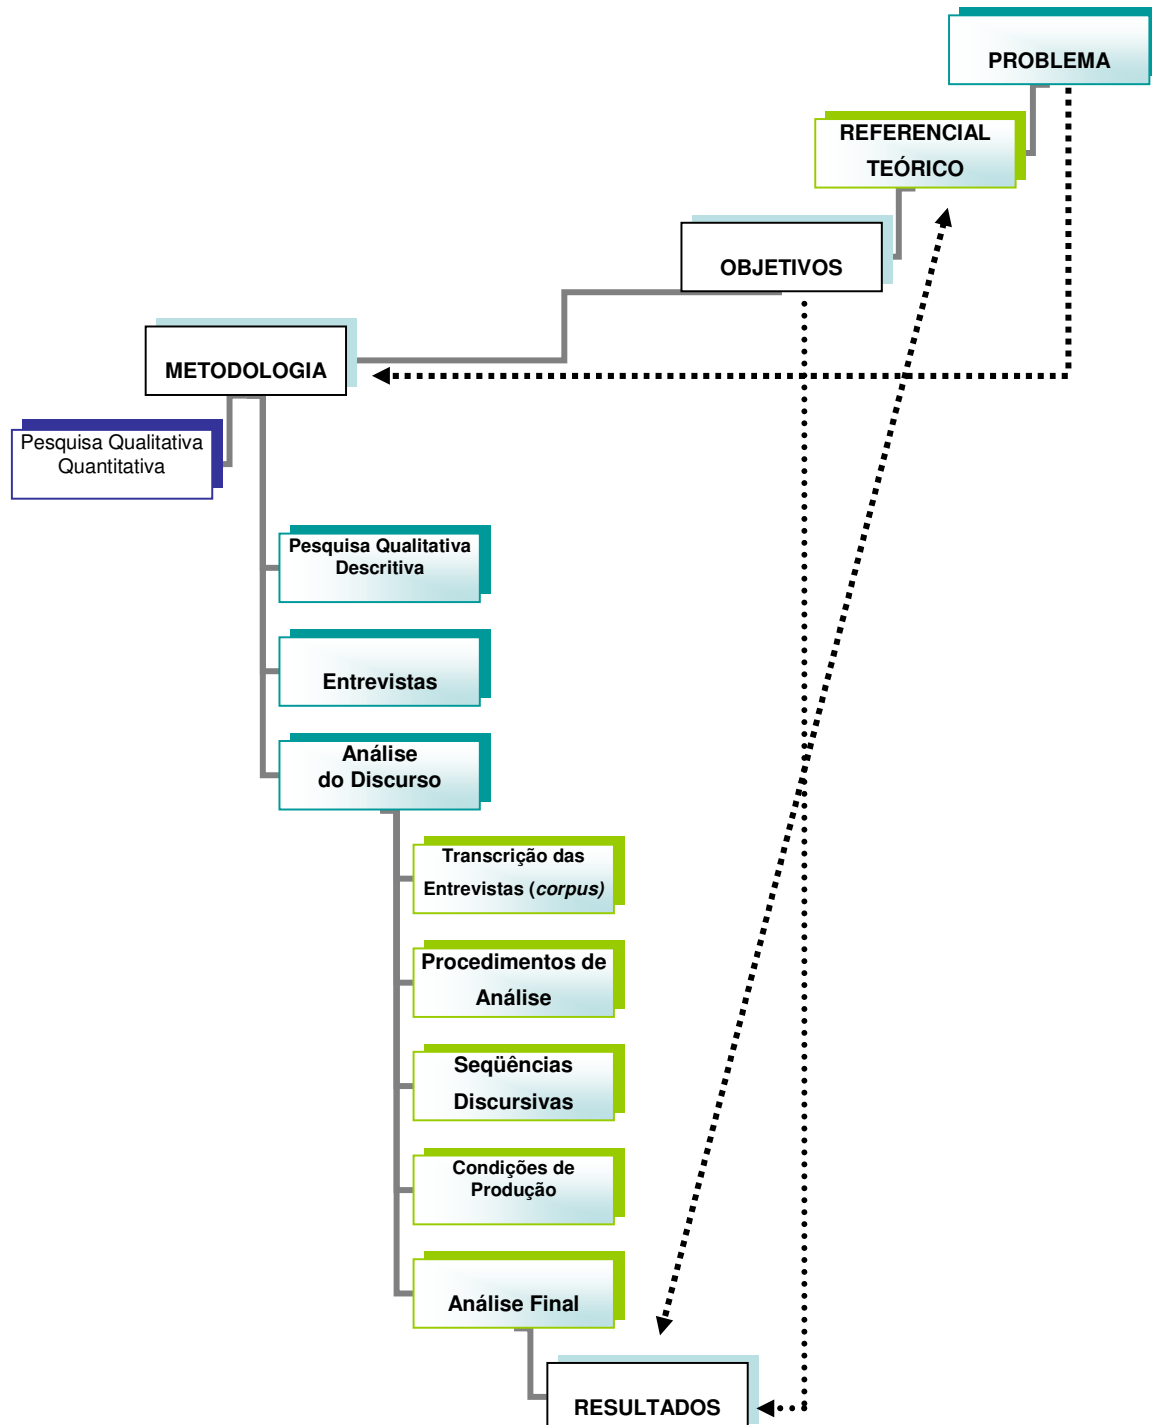 PROBLEMA
REFERENCIAL
TEÓRICO
OBJETIVOS
METODOLOGIA
Pesquisa Qualitativa
Quantitativa
Pesquisa Qualitativa
Descritiva
Entrevistas
Análise
do Discurso
Transcrição das
Entrevistas (corpus)
Procedimentos de
Análise
Seqüências
Discursivas
Condições de
Produção
Análise Final
RESULTADOS